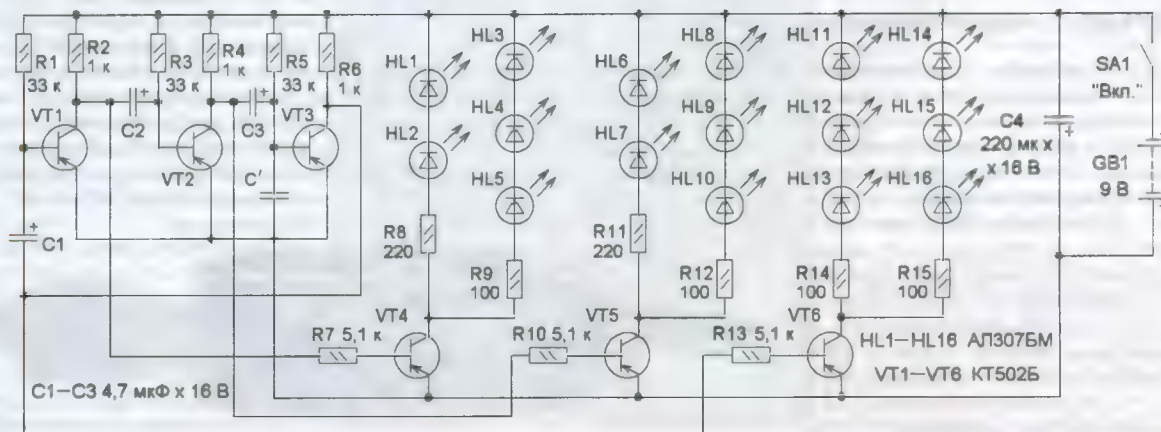 R1
33 к
R2
1 к
R3
33 к
R4
1 к
R5
33 к
R6
1 к
VT1
C2
VT2
C3
VT3
C'
C1
C1–C3 4,7 мкФ x 16 В
HL1
HL2
R8
220
HL3
HL4
HL5
R9
100
R7 5,1 к
VT4
HL6
HL7
R11
220
HL8
HL9
HL10
R12
100
R10 5,1 к
VT5
HL11
HL12
HL13
R14
100
HL14
HL15
HL16
R15
100
R13 5,1 к
VT6
HL1–HL16 АЛ307БМ
VT1–VT6 КТ502Б
C4
220 мк x
x 16 В
SA1
"Вкл."
GB1
9 В